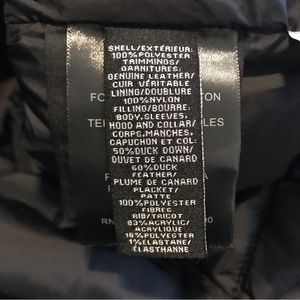 SHELL/EXTÉRIEUR:
100%POLYESTER
TRIMMINGS/
GARNITURES:
GENUINE LEATHER/
CUIR VÉRITABLE
LINING/DOUBLURE
100%NYLON
FILLING/BOURRE:
BODY,SLEEVES,
HOOD AND COLLAR/
CORPS,MANCHES,
CAPUCHON ET COL:
50%DUCK DOWN/
DUVET DE CANARD
50%DUCK
FEATHER/
PLUME DE CANARD
PLACKET/
PATTE
100%POLYESTER
FIBRES
RIB/TRICOT
83%ACRYLIC/
ACRYLIQUE
16%POLYESTER
1%ELASTANE/
ÉLASTHANNE
RN